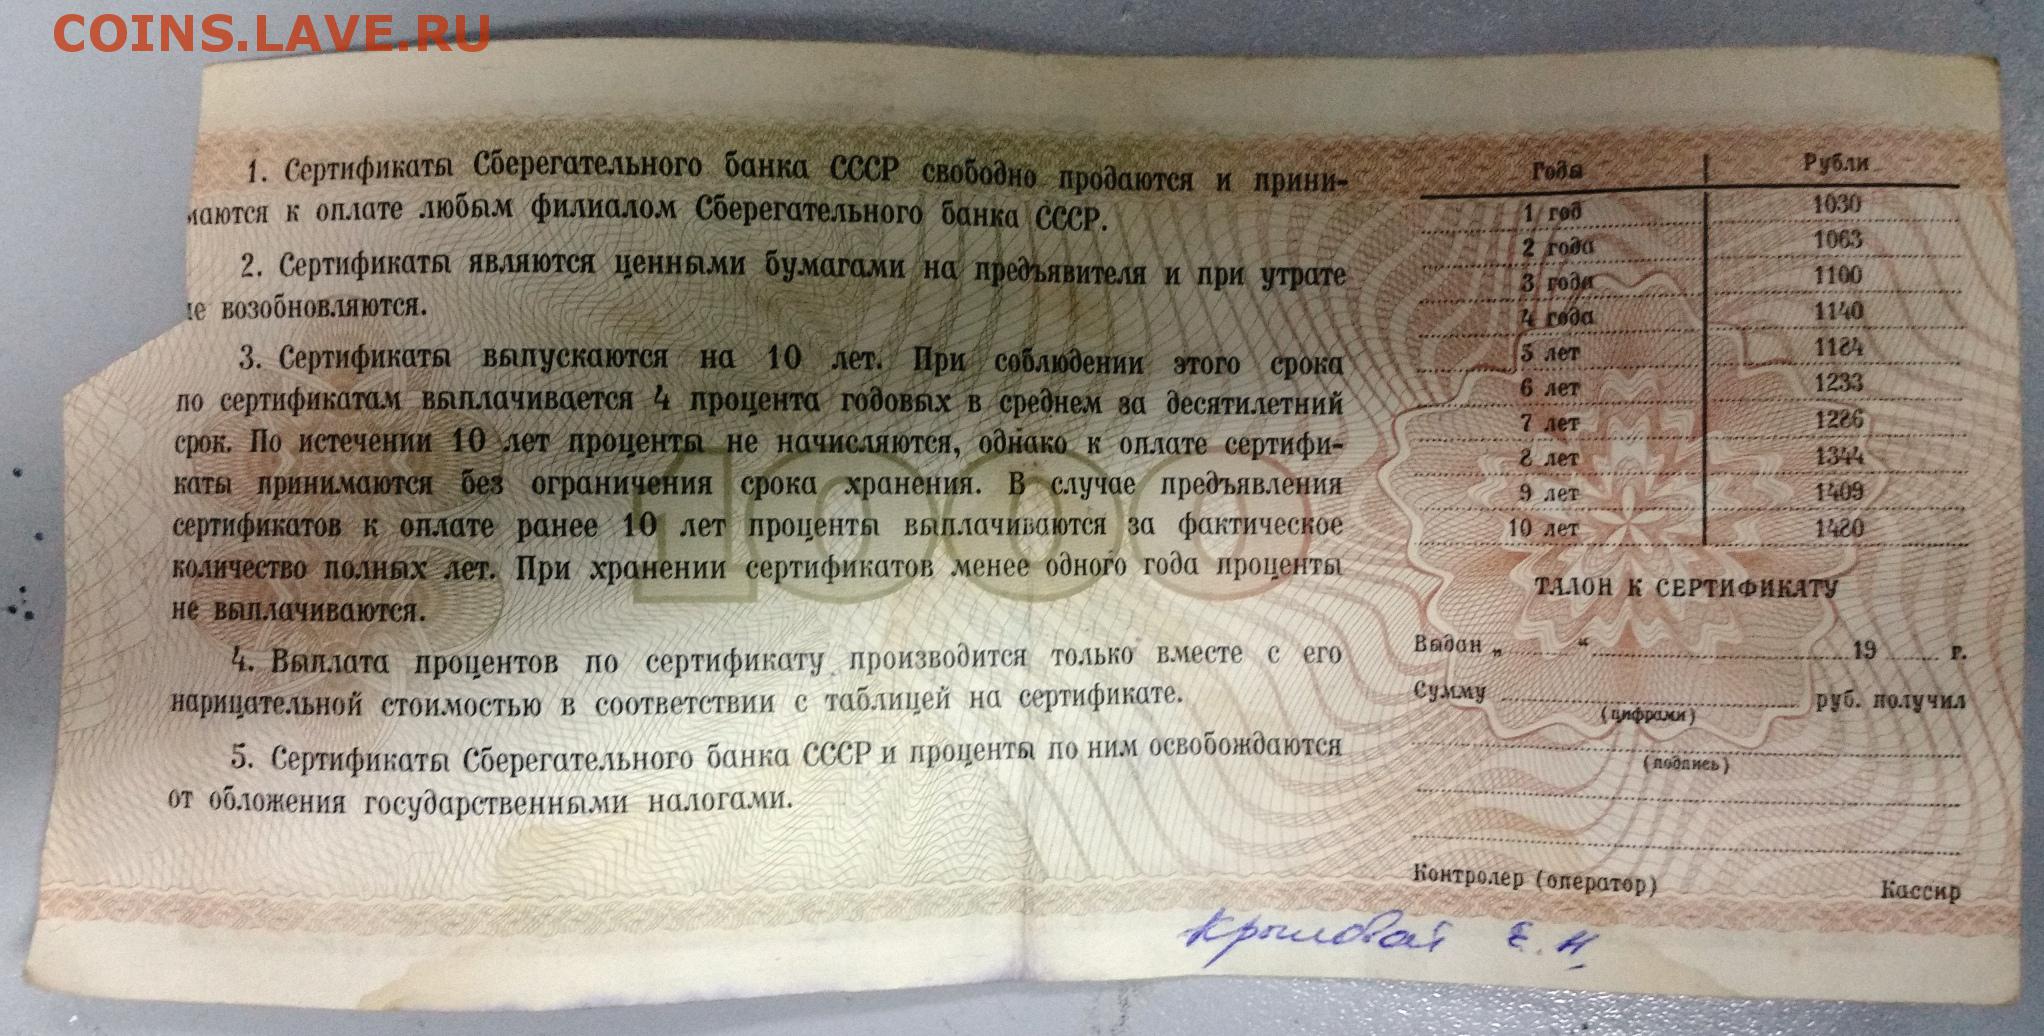 COINS.LAVE.RU
1. Сертификаты Сберегательного банка СССР свободно продаются и прини-
маются к оплате любым филиалом Сберегательного банка СССР.
2. Сертификаты являются ценными бумагами на предъявителя и при утрате
не возобновляются.
3. Сертификаты выпускаются на 10 лет. При соблюдении этого срока
по сертификатам выплачивается 4 процента годовых в среднем за десятилетний
срок. По истечении 10 лет проценты не начисляются, однако к оплате сертифи-
каты принимаются без ограничения срока хранения. В случае предъявления
сертификатов к оплате ранее 10 лет проценты выплачиваются за фактическое
количество полных лет. При хранении сертификатов менее одного года проценты
не выплачиваются.
4. Выплата процентов по сертификату производится только вместе с его
нарицательной стоимостью в соответствии с таблицей на сертификате.
5. Сертификаты Сберегательного банка СССР и проценты по ним освобождаются
от обложения государственными налогами.
1000
Годы Рубли
1 год 1030
2 года 1063
3 года 1100
4 года 1140
5 лет 1184
6 лет 1233
7 лет 1286
8 лет 1344
9 лет 1409
10 лет 1480
ТАЛОН К СЕРТИФИКАТУ
Выдан „ “ 19 г.
Сумму руб. получил
(цифрами)
(подпись)
Контролер (оператор) Кассир
Крыловой Е. Н